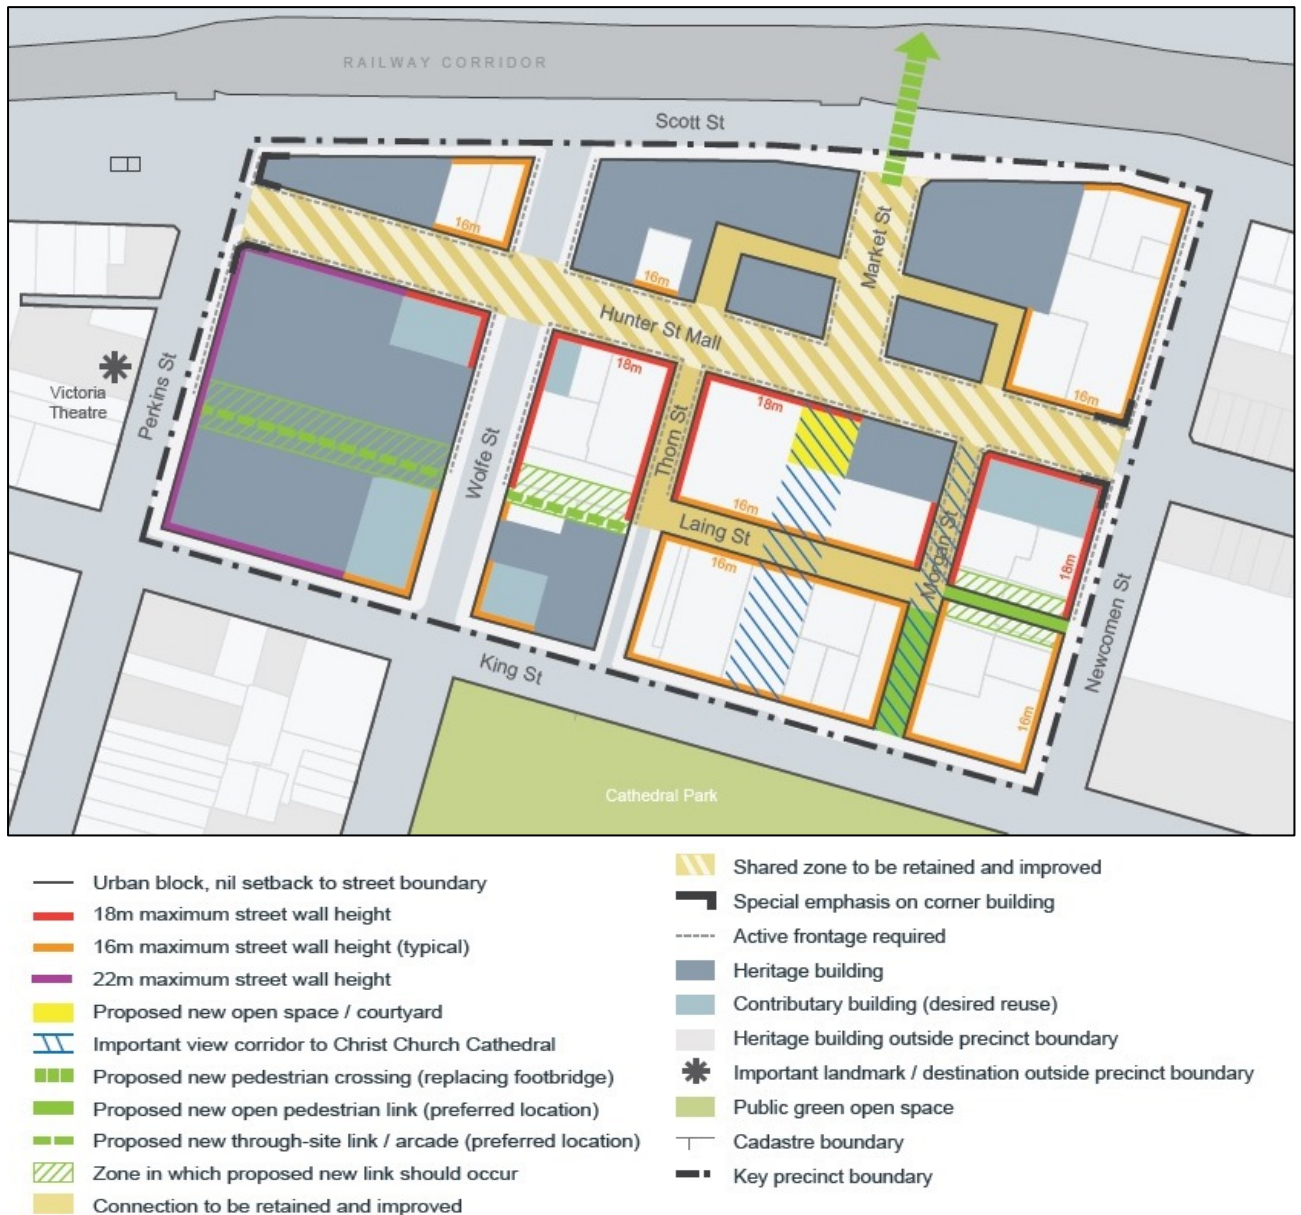 RAILWAY CORRIDOR
Scott St
16m
Market St
16m
Hunter St Mall
Victoria
Theatre
Perkins St
18m
16m
Wolfe St
Thorn St
18m
16m
Laing St
Morgan St
16m
18m
Newcomen St
16m
King St
Cathedral Park
Urban block, nil setback to street boundary
18m maximum street wall height
16m maximum street wall height (typical)
22m maximum street wall height
Proposed new open space / courtyard
Important view corridor to Christ Church Cathedral
Proposed new pedestrian crossing (replacing footbridge)
Proposed new open pedestrian link (preferred location)
Proposed new through-site link / arcade (preferred location)
Zone in which proposed new link should occur
Connection to be retained and improved
Shared zone to be retained and improved
Special emphasis on corner building
Active frontage required
Heritage building
Contributary building (desired reuse)
Heritage building outside precinct boundary
Important landmark / destination outside precinct boundary
Public green open space
Cadastre boundary
Key precinct boundary